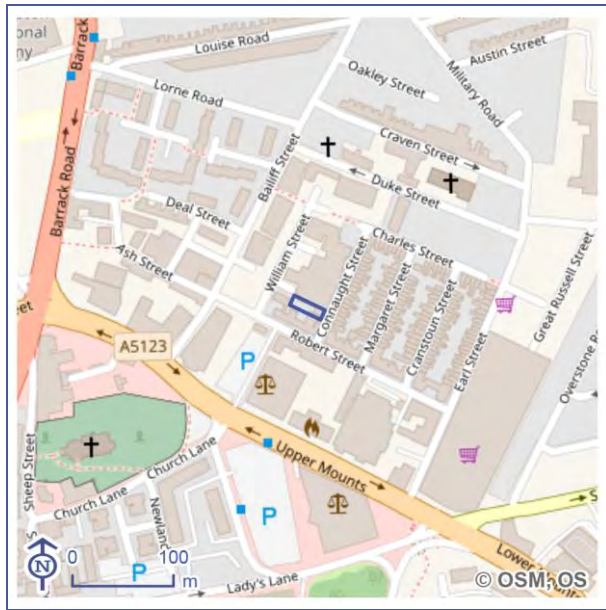 Louise Road
Austin Street
Military Road
Barrack
onal
Oakley Street
Lorne Road
Craven Street
Bailiff Street
Duke Street
Barrack Road
Deal Street
William Street
Charles Street
Ash Street
Connaught Street
Margaret Street
Cranstoun Street
Earl Street
Great Russell Street
Robert Street
A5123
P
Overstone Ro
Sheep Street
Church Lane
Upper Mounts
Church Lane
Newland
P
S
N
0 100
m
P
Lady's Lane
Lower Mounts
© OSM, OS